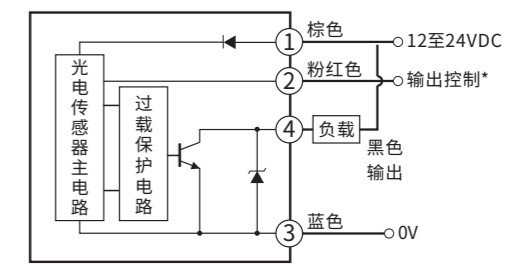 棕色
① 12至24VDC
粉红色
② 输出控制*
光电传感器主电路
过载保护电路
④ 负载
黑色
输出
蓝色
③ 0V